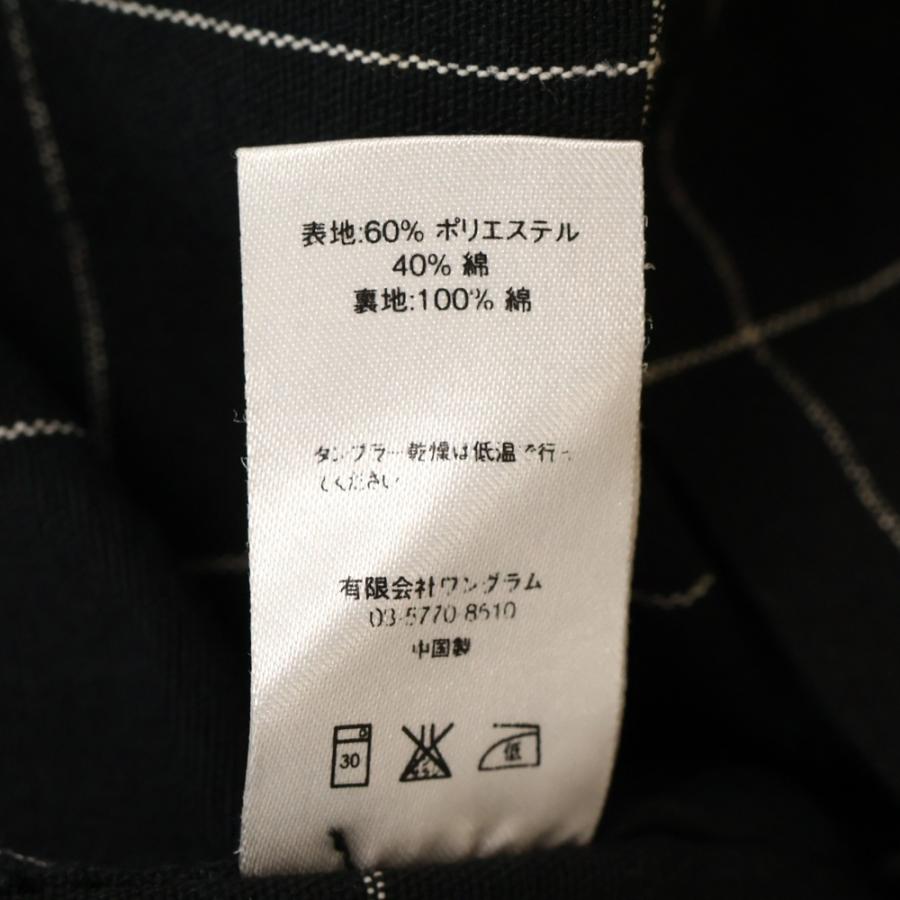 表地:60% ポリエステル
40% 綿
裏地:100% 綿
タンブラー乾燥は低温で行っ
てください
有限会社ワングラム
03-5770-8610
中国製
30
低